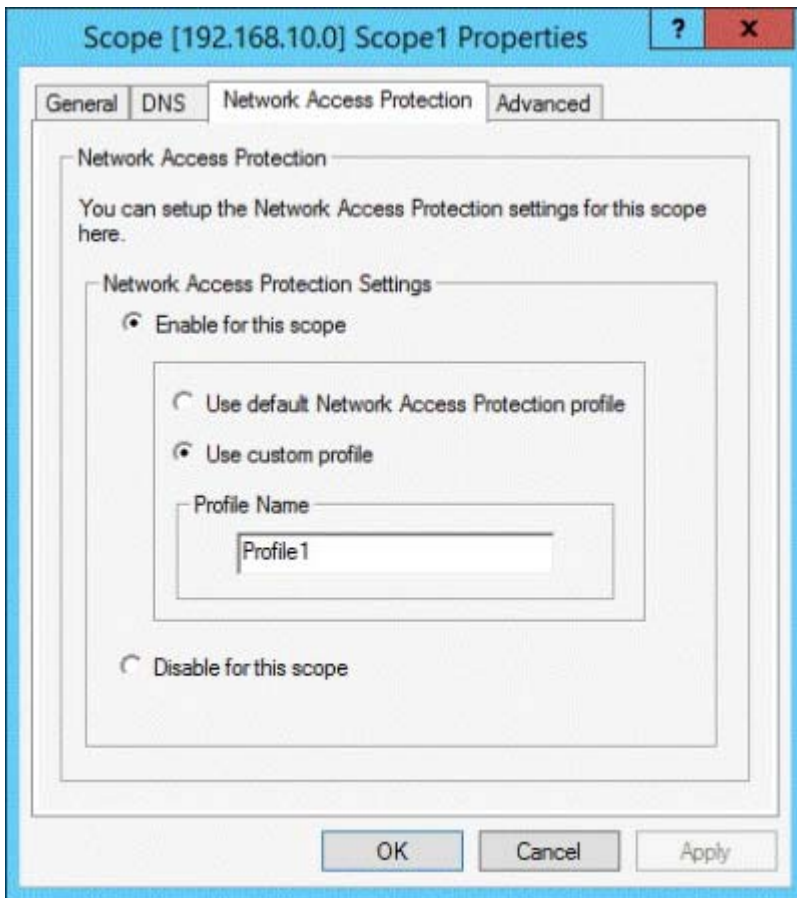 Scope [192.168.10.0] Scope1 Properties
? x
General DNS Network Access Protection Advanced
Network Access Protection
You can setup the Network Access Protection settings for this scope
here.
Network Access Protection Settings
Enable for this scope
Use default Network Access Protection profile
Use custom profile
Profile Name
Profile1
Disable for this scope
OK Cancel Apply